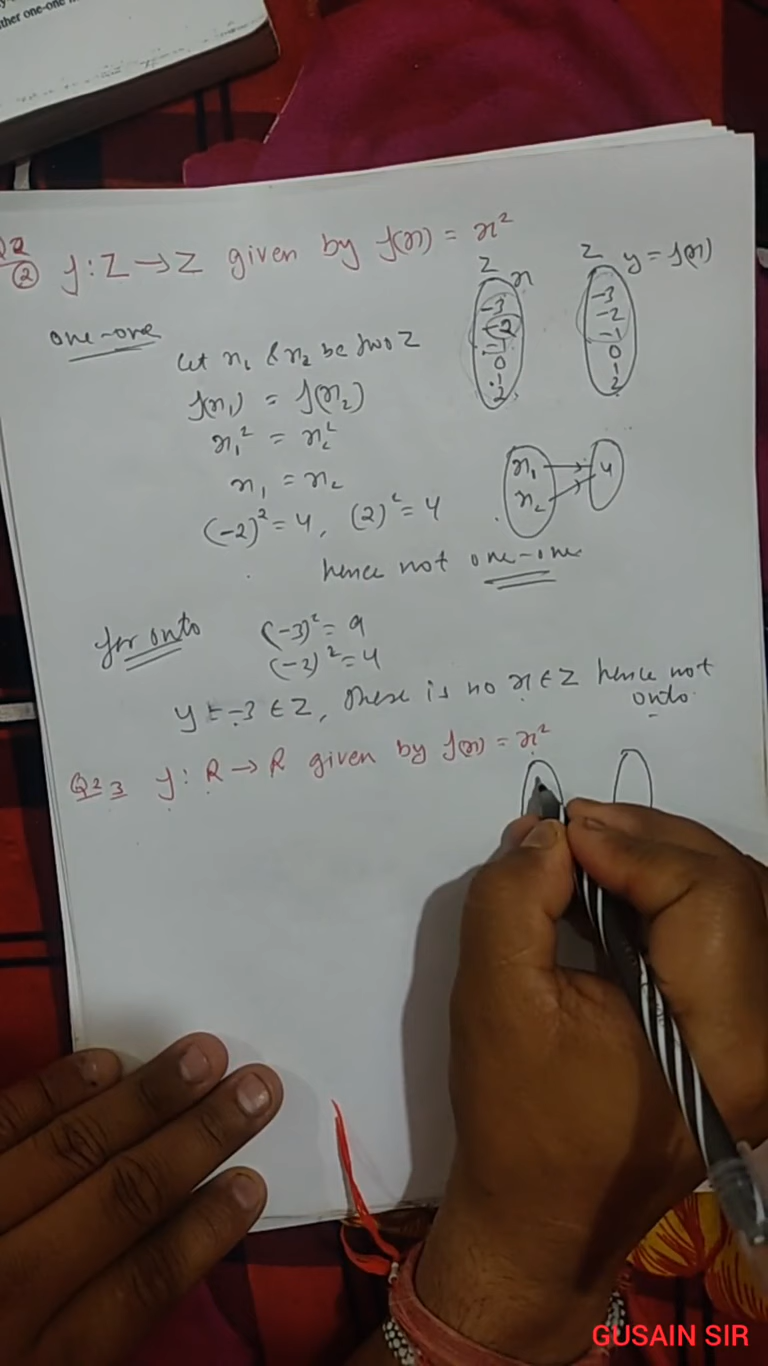 ther one-one
Q2
② f : Z → Z given by f(x) = x²
Z x
Z y = f(x)
-3
-2
-1
0
1
2
-3
-2
-1
0
1
2
one-one
let x₁ & x₂ be two Z
f(x₁) = f(x₂)
x₁² = x₂²
x₁ = x₂
(-2)² = 4, (2)² = 4
x₁
x₂
4
hence not one-one
for onto
(-3)² = 9
(-2)² = 4
y = -3 ∈ Z, there is no x ∈ Z hence not
onto
Q2 3 f : R → R given by f(x) = x²
GUSAIN SIR